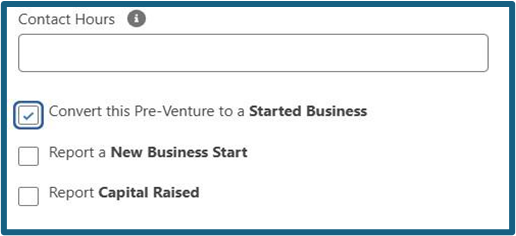 Contact Hours
Convert this Pre-Venture to a Started Business
Report a New Business Start
Report Capital Raised